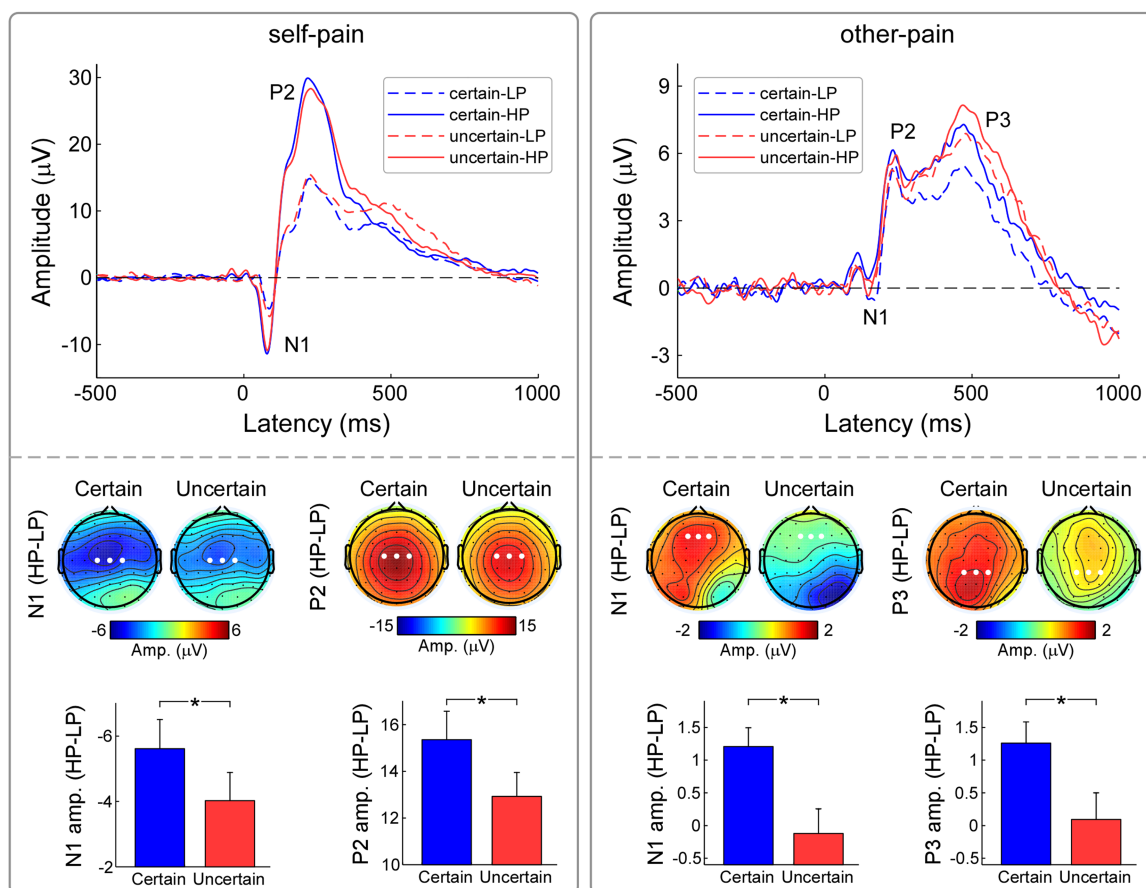 self-pain
30
20
10
0
-10
Amplitude (μV)
P2
N1
certain-LP
certain-HP
uncertain-LP
uncertain-HP
-500
0
500
1000
Latency (ms)
other-pain
9
6
3
0
-3
Amplitude (μV)
P2
P3
N1
certain-LP
certain-HP
uncertain-LP
uncertain-HP
-500
0
500
1000
Latency (ms)
N1 (HP-LP)
Certain
Uncertain
-6
6
Amp. (μV)
P2 (HP-LP)
Certain
Uncertain
-15
15
Amp. (μV)
N1 (HP-LP)
Certain
Uncertain
-2
2
Amp. (μV)
P3 (HP-LP)
Certain
Uncertain
-2
2
Amp. (μV)
N1 amp. (HP-LP)
-6
-4
-2
*
Certain
Uncertain
P2 amp. (HP-LP)
16
14
12
10
*
Certain
Uncertain
N1 amp. (HP-LP)
1.5
1
0.5
0
-0.5
*
Certain
Uncertain
P3 amp. (HP-LP)
1.5
1
0.5
0
-0.5
*
Certain
Uncertain